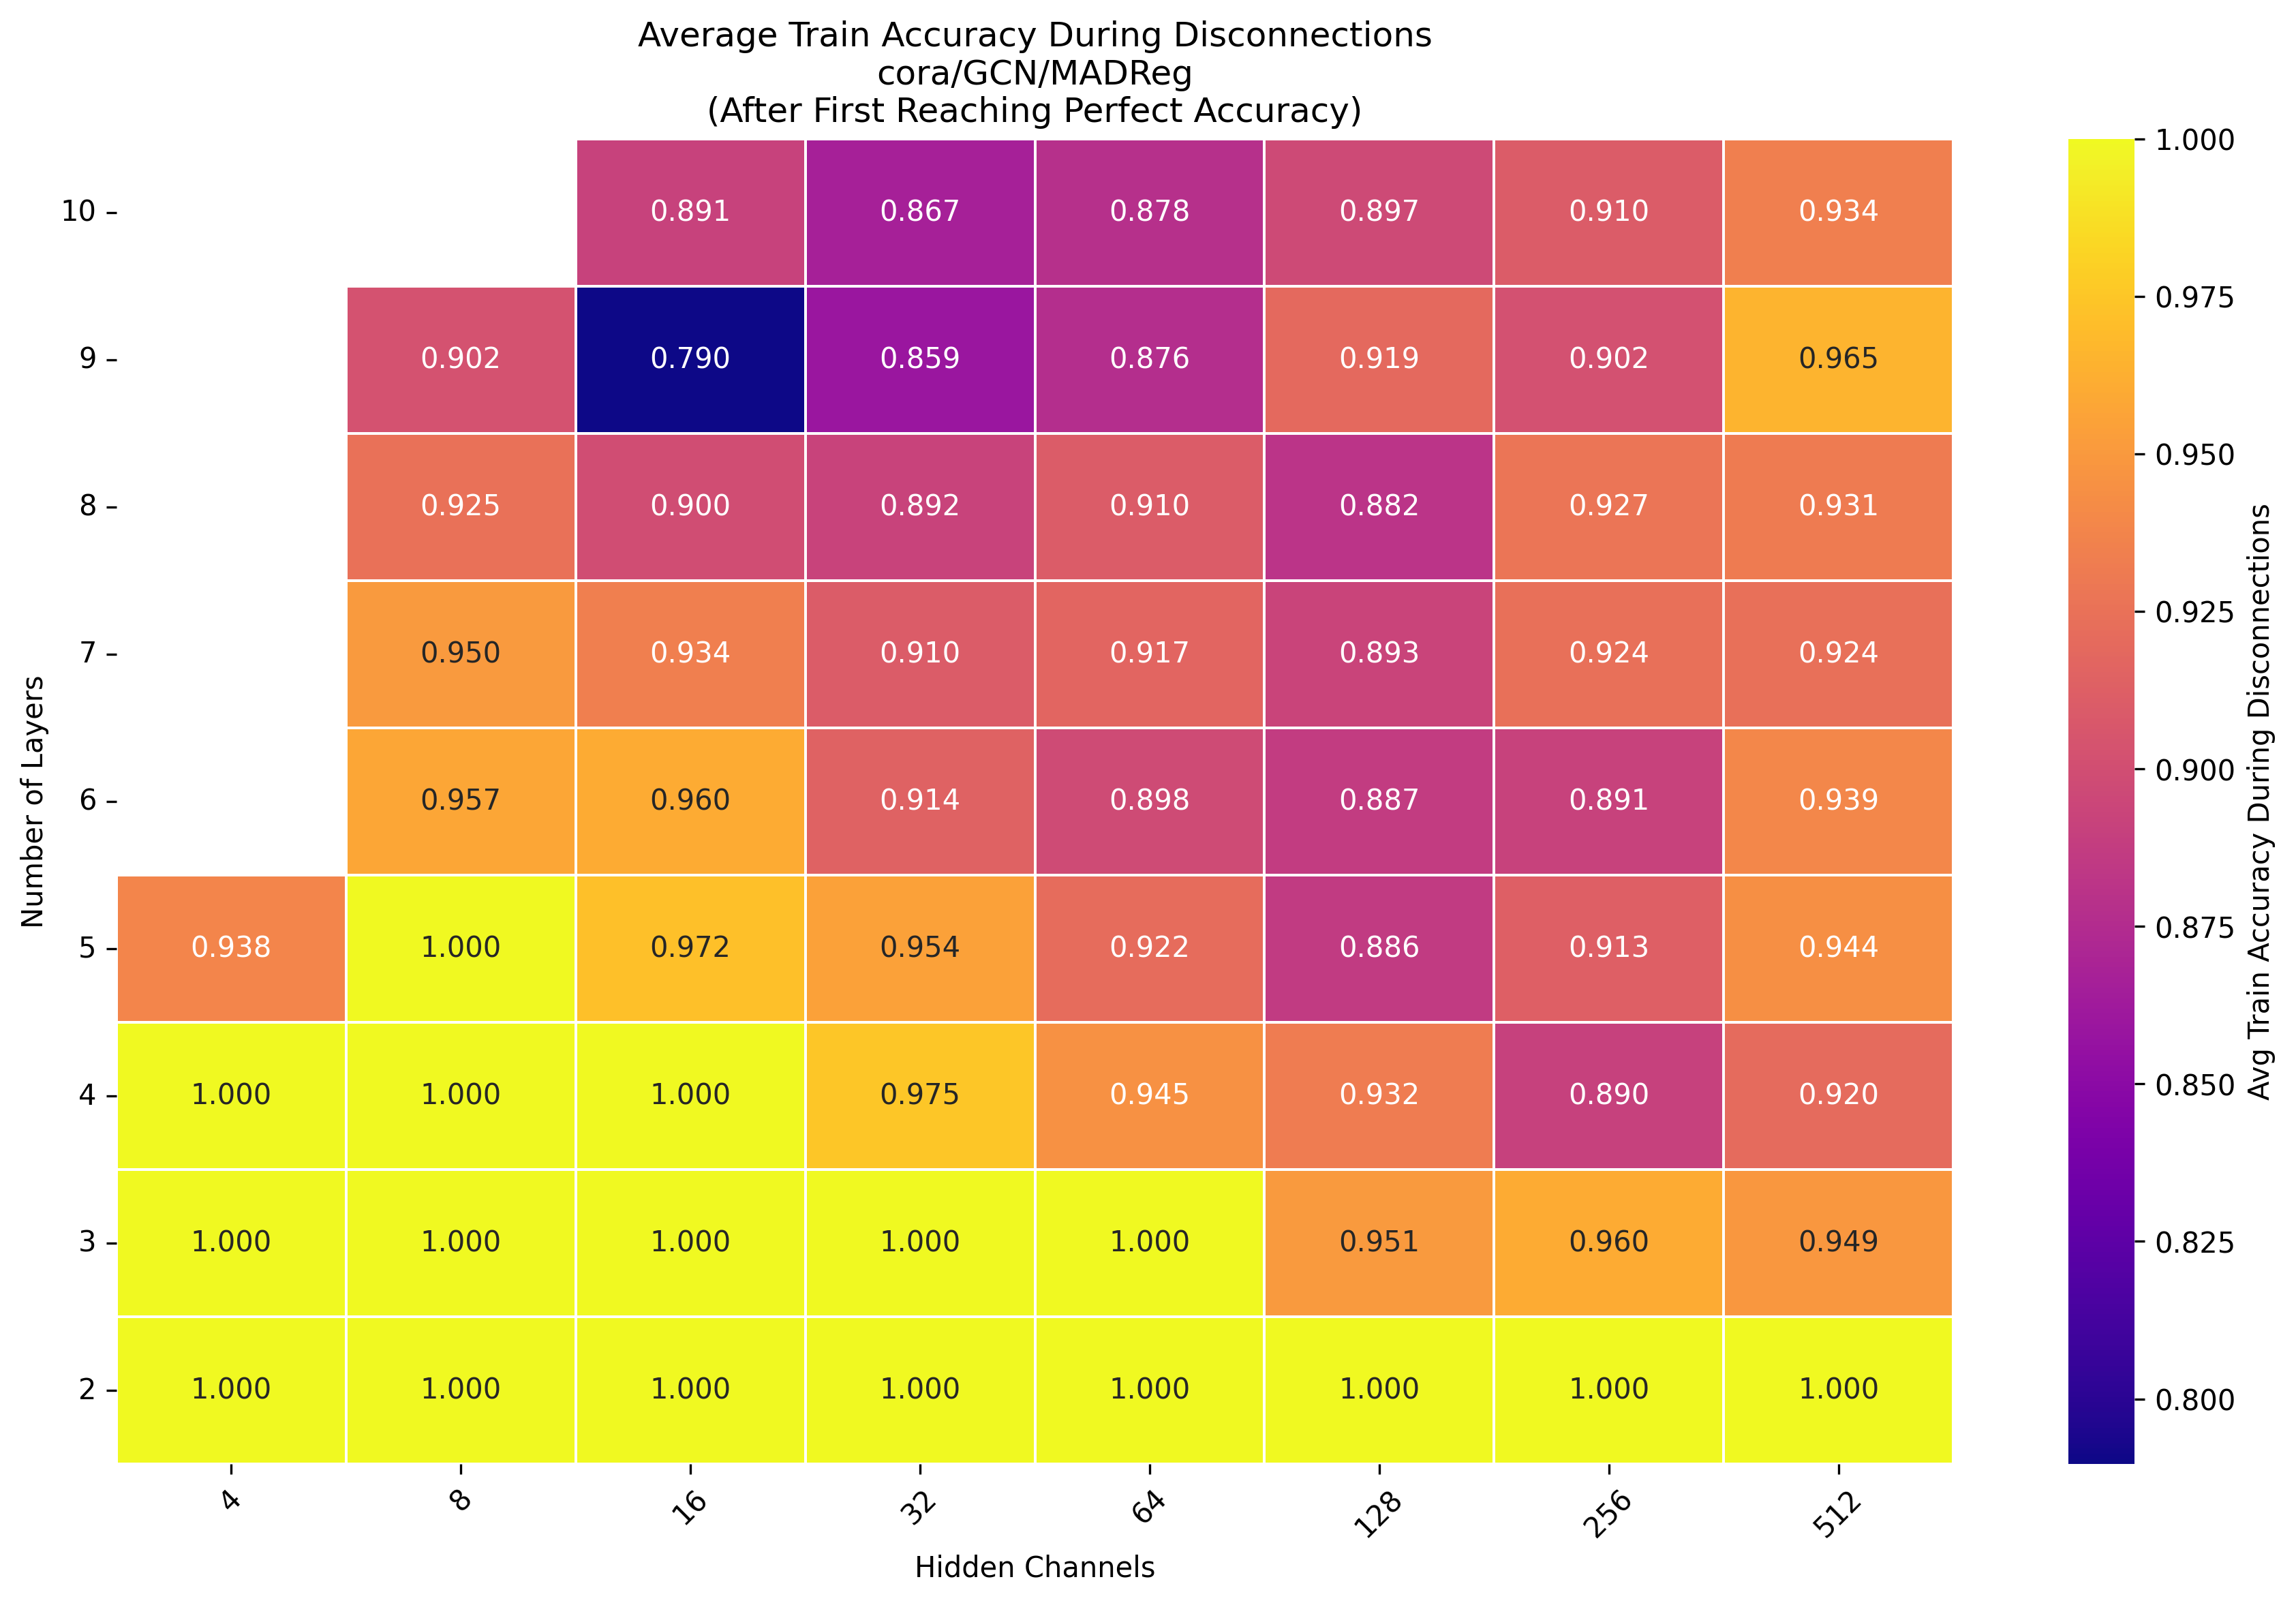 Average Train Accuracy During Disconnections
cora/GCN/MADReg
(After First Reaching Perfect Accuracy)
Number of Layers
10 0.891 0.867 0.878 0.897 0.910 0.934
9 0.902 0.790 0.859 0.876 0.919 0.902 0.965
8 0.925 0.900 0.892 0.910 0.882 0.927 0.931
7 0.950 0.934 0.910 0.917 0.893 0.924 0.924
6 0.957 0.960 0.914 0.898 0.887 0.891 0.939
5 0.938 1.000 0.972 0.954 0.922 0.886 0.913 0.944
4 1.000 1.000 1.000 0.975 0.945 0.932 0.890 0.920
3 1.000 1.000 1.000 1.000 1.000 0.951 0.960 0.949
2 1.000 1.000 1.000 1.000 1.000 1.000 1.000 1.000
4 8 16 32 64 128 256 512
Hidden Channels
1.000
0.975
0.950
0.925
0.900
0.875
0.850
0.825
0.800
Avg Train Accuracy During Disconnections